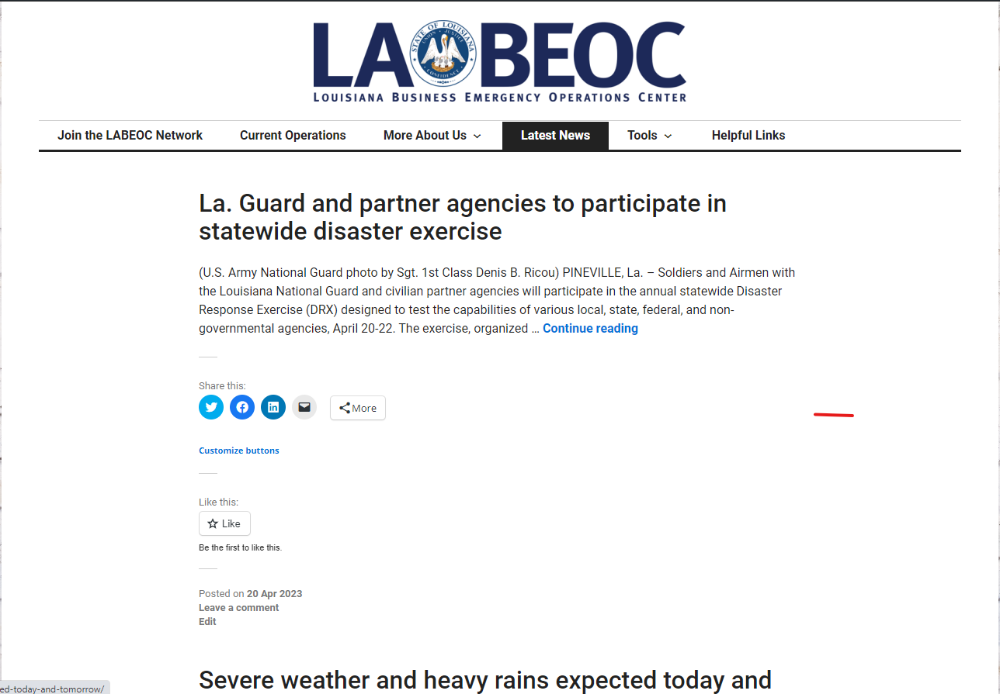 LA BEOC
STATE OF LOUISIANA
UNION · JUSTICE
CONFIDENCE
LOUISIANA BUSINESS EMERGENCY OPERATIONS CENTER
Join the LABEOC Network Current Operations More About Us Latest News Tools Helpful Links
La. Guard and partner agencies to participate in
statewide disaster exercise
(U.S. Army National Guard photo by Sgt. 1st Class Denis B. Ricou) PINEVILLE, La. – Soldiers and Airmen with
the Louisiana National Guard and civilian partner agencies will participate in the annual statewide Disaster
Response Exercise (DRX) designed to test the capabilities of various local, state, federal, and non-
governmental agencies, April 20-22. The exercise, organized … Continue reading
Share this:
More
Customize buttons
Like this:
Like
Be the first to like this.
Posted on 20 Apr 2023
Leave a comment
Edit
Severe weather and heavy rains expected today and
ed-today-and-tomorrow/